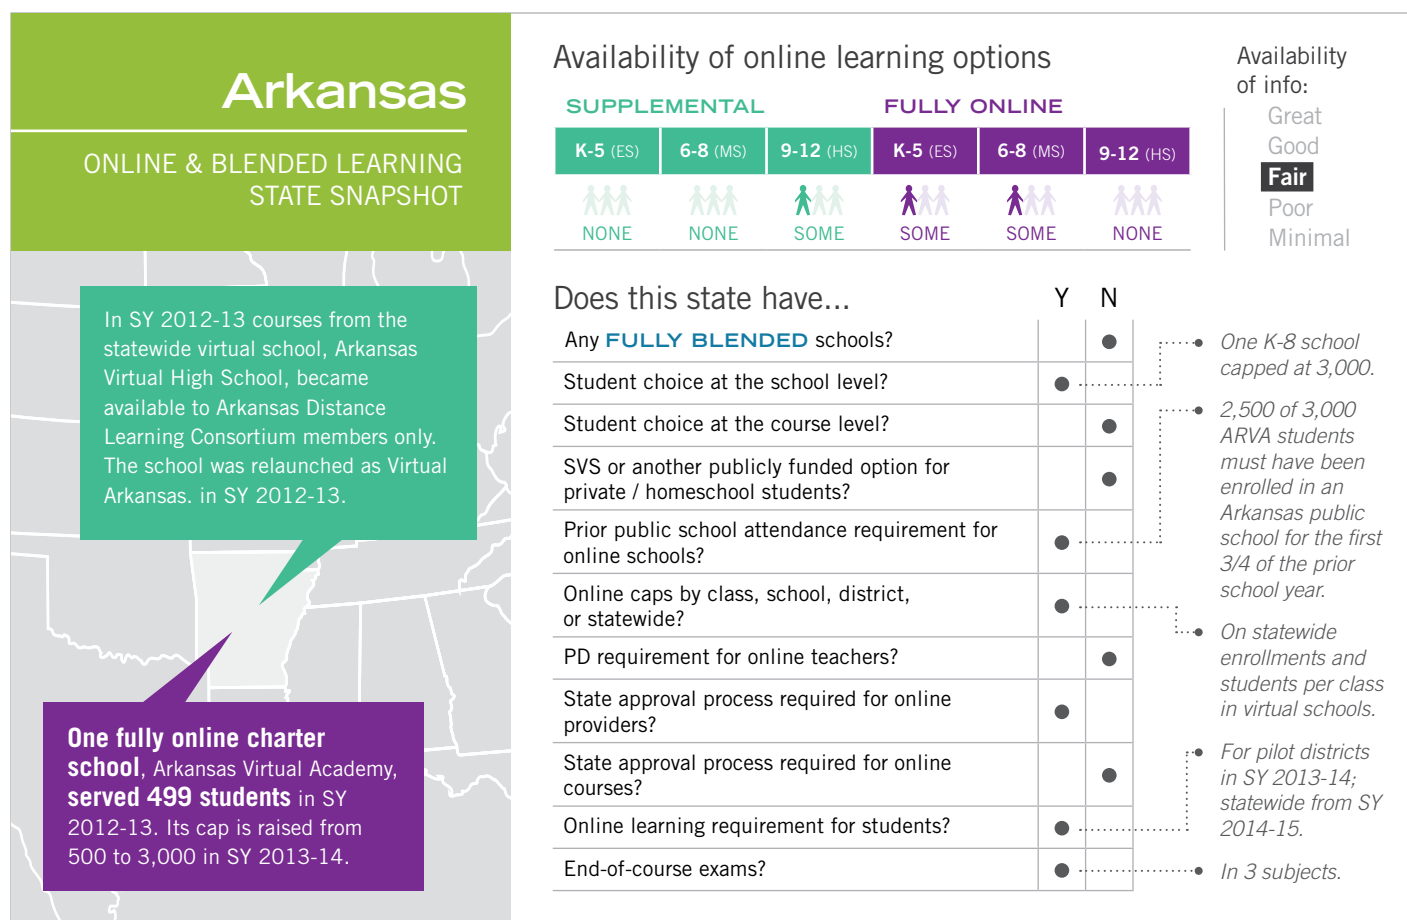 Arkansas
ONLINE & BLENDED LEARNING
STATE SNAPSHOT
In SY 2012-13 courses from the
statewide virtual school, Arkansas
Virtual High School, became
available to Arkansas Distance
Learning Consortium members only.
The school was relaunched as Virtual
Arkansas. in SY 2012-13.
One fully online charter
school, Arkansas Virtual Academy,
served 499 students in SY
2012-13. Its cap is raised from
500 to 3,000 in SY 2013-14.
Availability of online learning options
SUPPLEMENTAL FULLY ONLINE
K-5 (ES) 6-8 (MS) 9-12 (HS) K-5 (ES) 6-8 (MS) 9-12 (HS)
NONE NONE SOME SOME SOME NONE
Availability
of info:
Great
Good
Fair
Poor
Minimal
Does this state have... Y N
Any FULLY BLENDED schools?
Student choice at the school level?
Student choice at the course level?
SVS or another publicly funded option for
private / homeschool students?
Prior public school attendance requirement for
online schools?
Online caps by class, school, district,
or statewide?
PD requirement for online teachers?
State approval process required for online
providers?
State approval process required for online
courses?
Online learning requirement for students?
End-of-course exams?
One K-8 school
capped at 3,000.
2,500 of 3,000
ARVA students
must have been
enrolled in an
Arkansas public
school for the first
3/4 of the prior
school year.
On statewide
enrollments and
students per class
in virtual schools.
For pilot districts
in SY 2013-14;
statewide from SY
2014-15.
In 3 subjects.